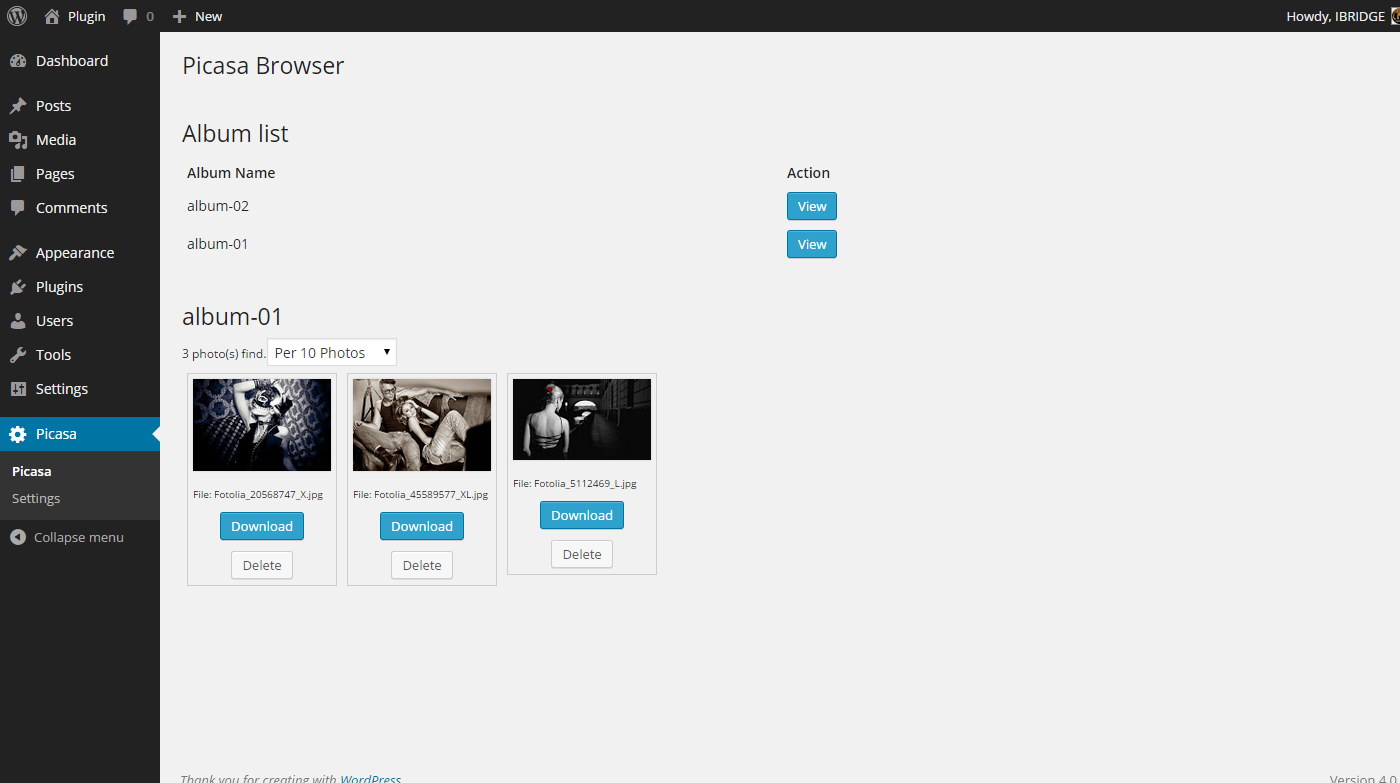 Plugin 0 New Howdy, IBRIDGE
Dashboard
Posts
Media
Pages
Comments
Appearance
Plugins
Users
Tools
Settings
Picasa
Picasa
Settings
Collapse menu
Picasa Browser
Album list
Album Name Action
album-02 View
album-01 View
album-01
3 photo(s) find. Per 10 Photos
File: Fotolia_20568747_X.jpg
Download
Delete
File: Fotolia_45589577_XL.jpg
Download
Delete
File: Fotolia_5112469_L.jpg
Download
Delete
Thank you for creating with WordPress
Version 4.0